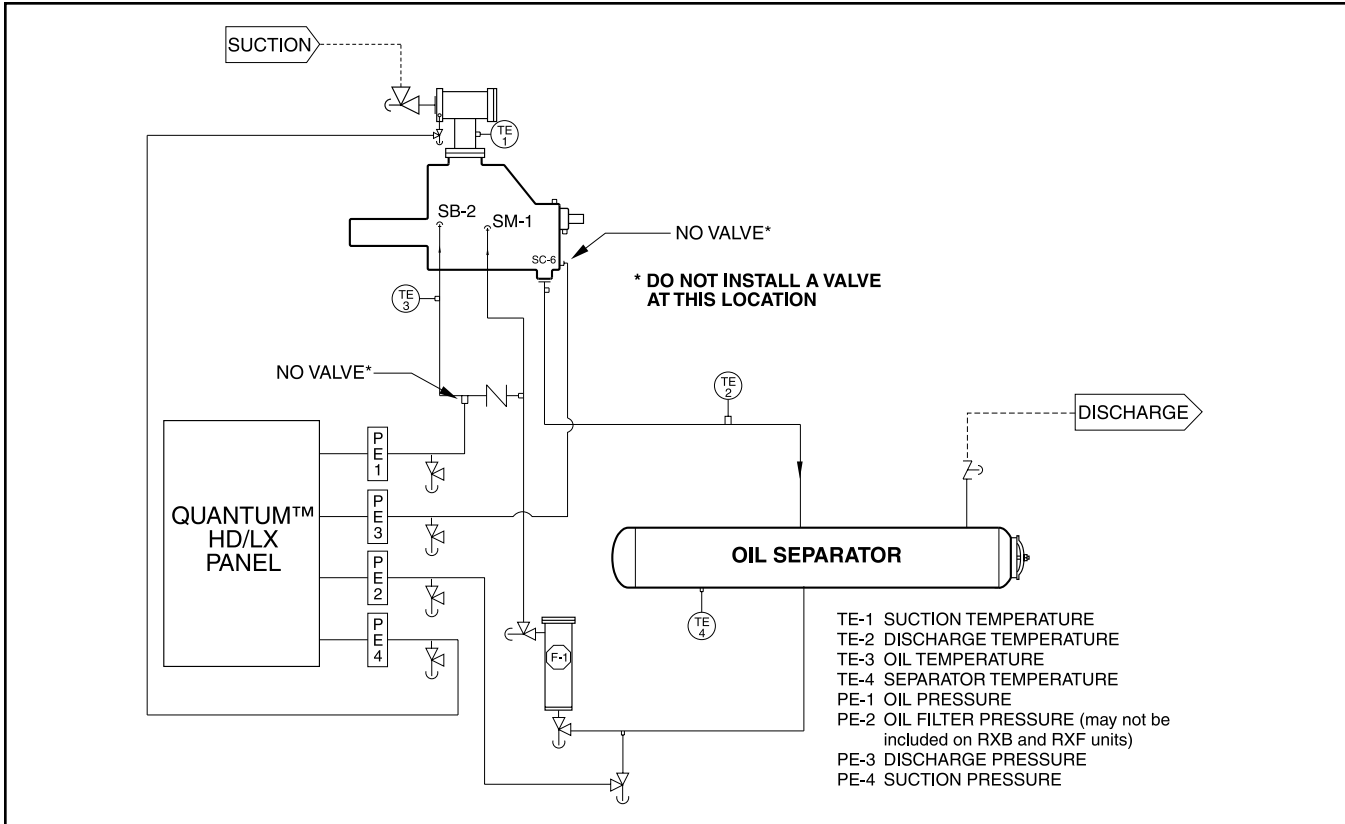 SUCTION
TE
1
SB-2
SM-1
NO VALVE*
SC-6
* DO NOT INSTALL A VALVE
AT THIS LOCATION
TE
3
NO VALVE*
TE
2
DISCHARGE
QUANTUM™
HD/LX
PANEL
P
E
1
P
E
3
P
E
2
P
E
4
OIL SEPARATOR
TE
4
F-1
TE-1 SUCTION TEMPERATURE
TE-2 DISCHARGE TEMPERATURE
TE-3 OIL TEMPERATURE
TE-4 SEPARATOR TEMPERATURE
PE-1 OIL PRESSURE
PE-2 OIL FILTER PRESSURE (may not be
included on RXB and RXF units)
PE-3 DISCHARGE PRESSURE
PE-4 SUCTION PRESSURE